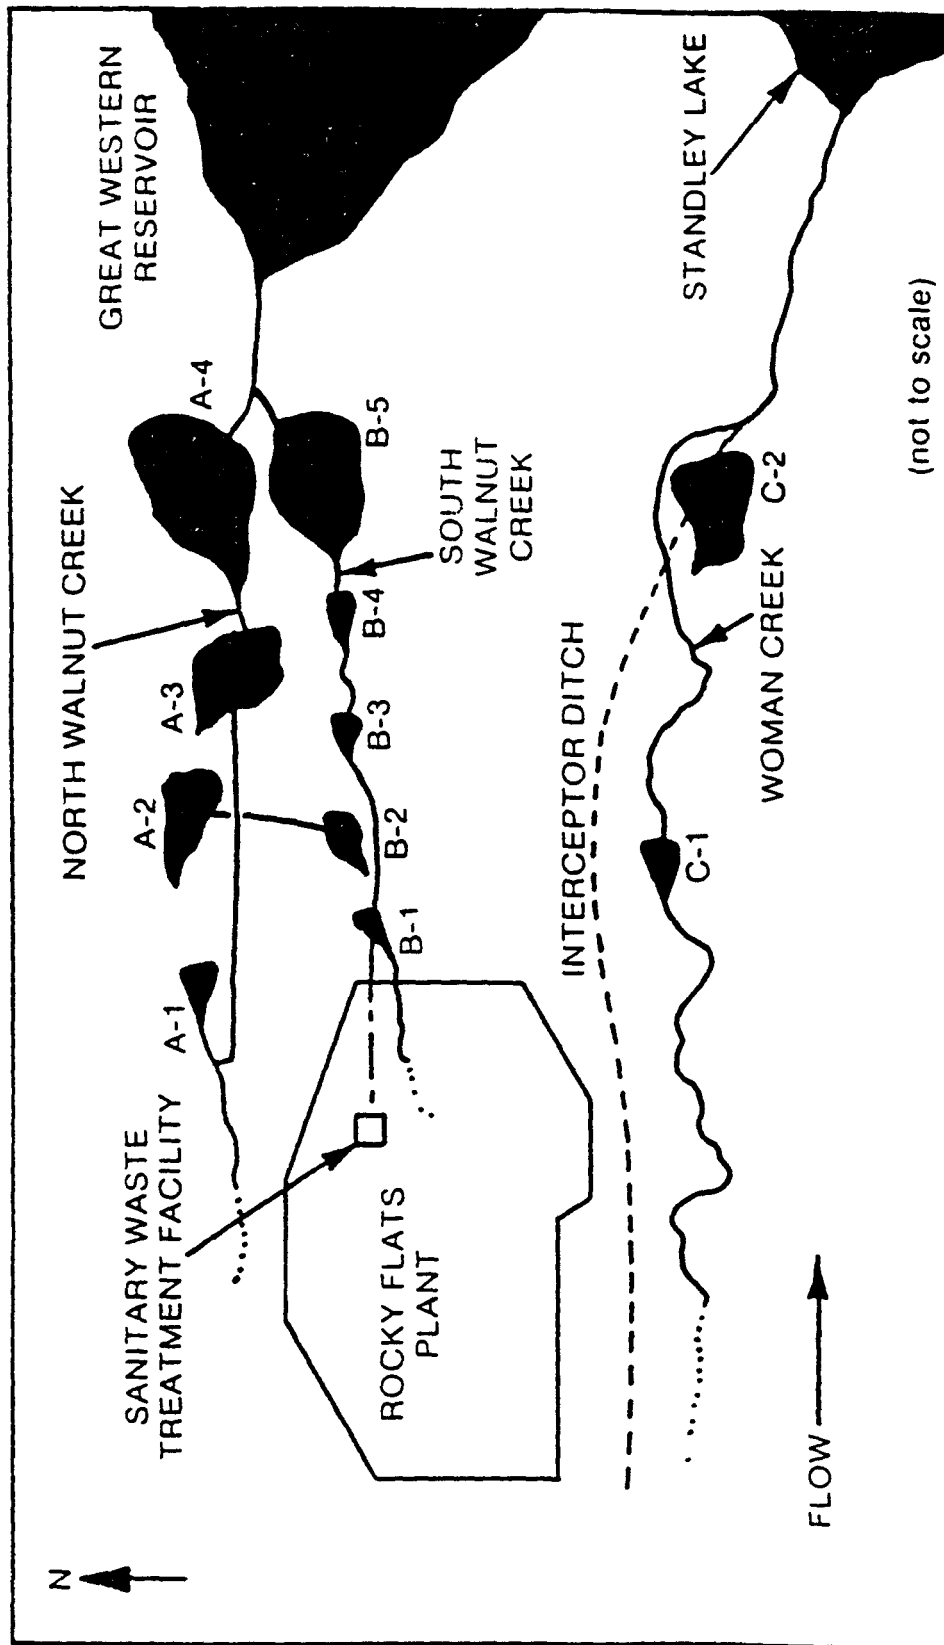 N
SANITARY WASTE
TREATMENT FACILITY
NORTH WALNUT CREEK
GREAT WESTERN
RESERVOIR
A-1
A-2
A-3
A-4
B-1
B-2
B-3
B-4
B-5
SOUTH
WALNUT
CREEK
ROCKY FLATS
PLANT
INTERCEPTOR DITCH
C-1
C-2
WOMAN CREEK
STANDLEY LAKE
FLOW
(not to scale)